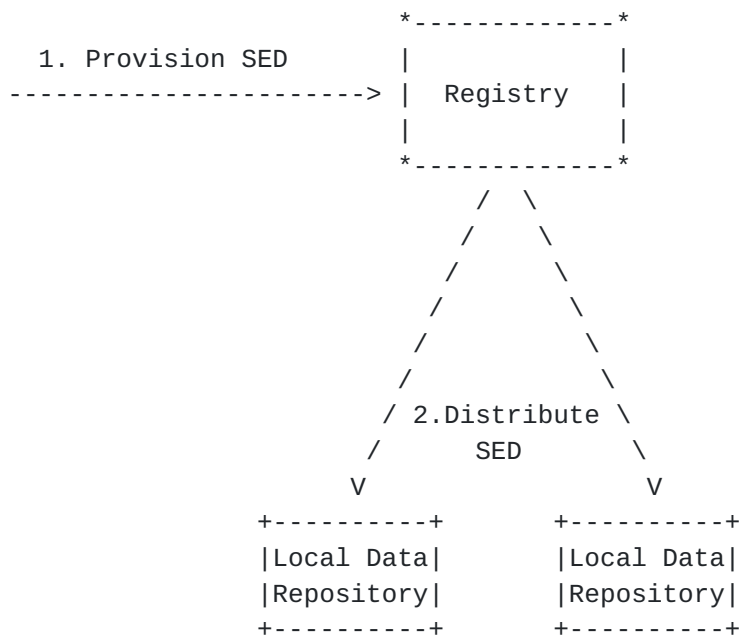 1. Provision SED
Registry
2.Distribute
SED
Local Data
Repository
Local Data
Repository